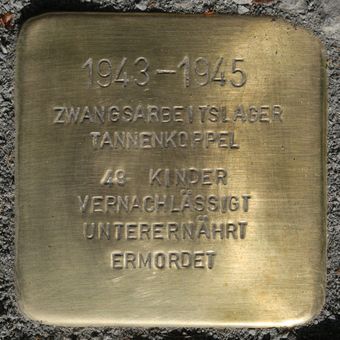 1943-1945
ZWANGSARBEITSLAGER
TANNENKOPPEL
48 KINDER
VERNACHLÄSSIGT
UNTERERNÄHRT
ERMORDET